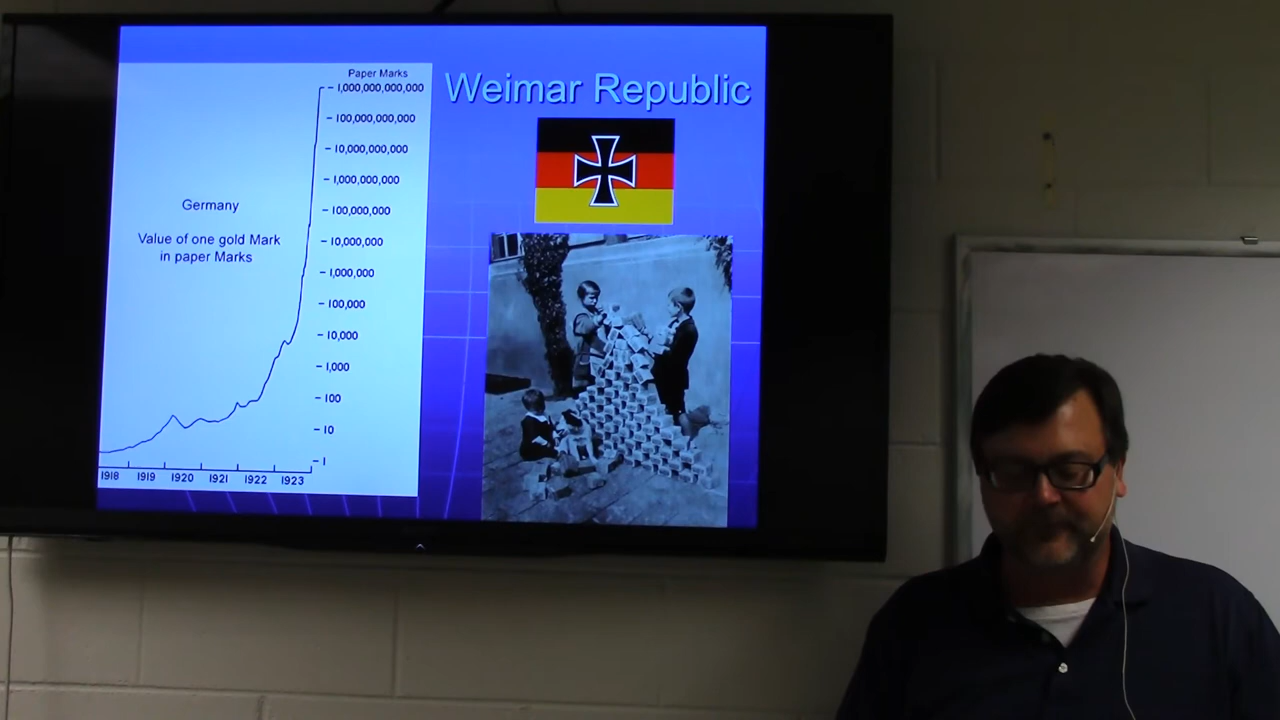 Weimar Republic
Paper Marks
1,000,000,000,000
100,000,000,000
10,000,000,000
1,000,000,000
100,000,000
10,000,000
1,000,000
100,000
10,000
1,000
100
10
1
Germany
Value of one gold Mark
in paper Marks
1918 1919 1920 1921 1922 1923